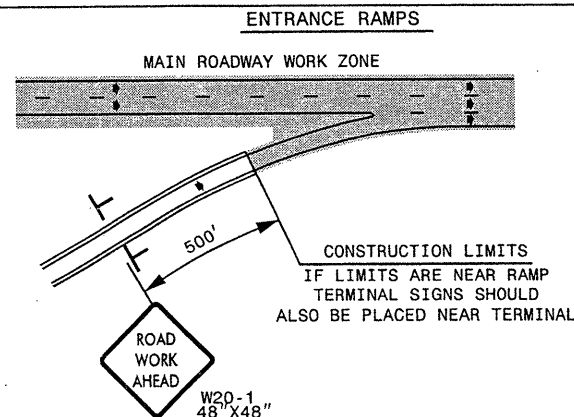 ENTRANCE RAMPS
MAIN ROADWAY WORK ZONE
500'
CONSTRUCTION LIMITS
IF LIMITS ARE NEAR RAMP
TERMINAL SIGNS SHOULD
ALSO BE PLACED NEAR TERMINAL
ROAD
WORK
AHEAD
W20-1
48"X48"